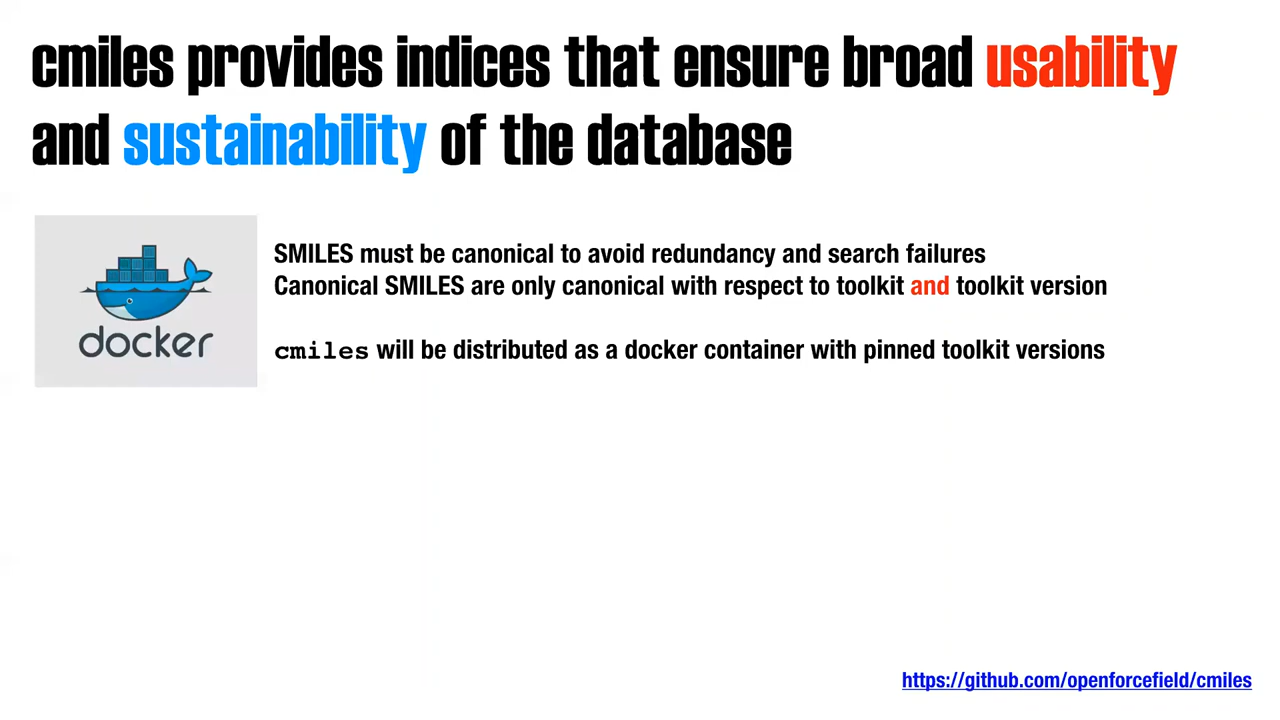 cmiles provides indices that ensure broad usability
and sustainability of the database
docker
SMILES must be canonical to avoid redundancy and search failures
Canonical SMILES are only canonical with respect to toolkit and toolkit version
cmiles will be distributed as a docker container with pinned toolkit versions
https://github.com/openforcefield/cmiles